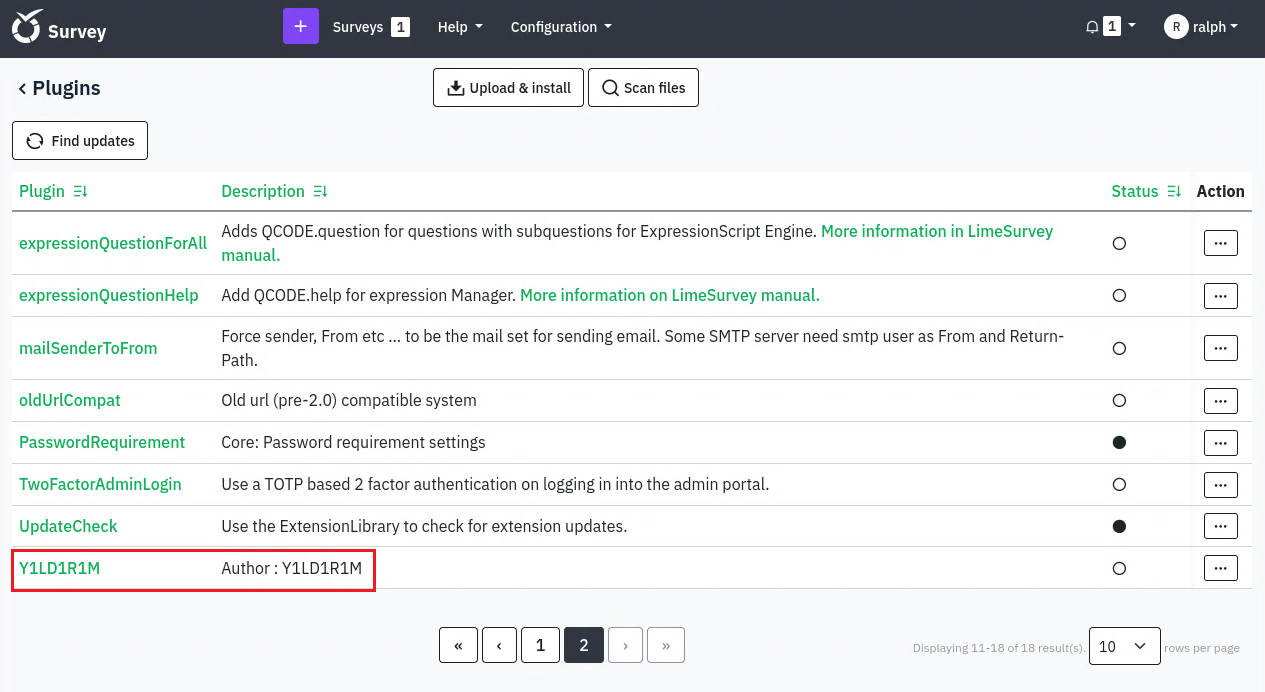 Survey
+
Surveys 1
Help
Configuration
1
R ralph
Plugins
Upload & install
Scan files
Find updates
Plugin Description Status Action
expressionQuestionForAll
Adds QCODE.question for questions with subquestions for ExpressionScript Engine. More information in LimeSurvey
manual.
...
expressionQuestionHelp Add QCODE.help for expression Manager. More information on LimeSurvey manual. ...
mailSenderToFrom
Force sender, From etc ... to be the mail set for sending email. Some SMTP server need smtp user as From and Return-
Path.
...
oldUrlCompat Old url (pre-2.0) compatible system ...
PasswordRequirement Core: Password requirement settings ...
TwoFactorAdminLogin Use a TOTP based 2 factor authentication on logging in into the admin portal. ...
UpdateCheck Use the ExtensionLibrary to check for extension updates. ...
Y1LD1R1M Author : Y1LD1R1M ...
« ‹ 1 2 › »
Displaying 11-18 of 18 result(s). 10 rows per page